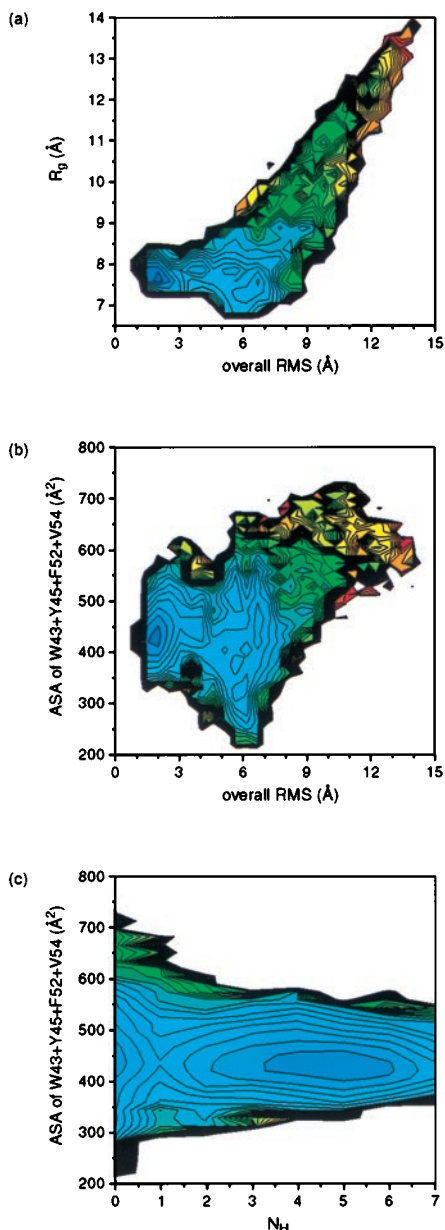 (a)
14
13
12
11
10
9
8
7
R_g (Å)
0 3 6 9 12 15
overall RMS (Å)
(b)
800
700
600
500
400
300
200
ASA of W43+Y45+F52+V54 (Å²)
0 3 6 9 12 15
overall RMS (Å)
(c)
800
700
600
500
400
300
200
ASA of W43+Y45+F52+V54 (Å²)
0 1 2 3 4 5 6 7
N_H